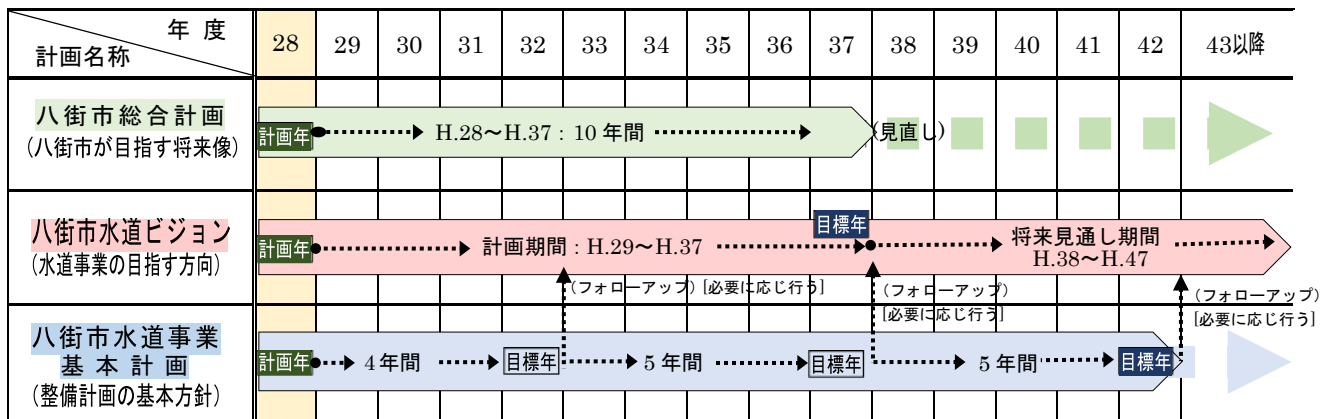 年度
計画名称
28 29 30 31 32 33 34 35 36 37 38 39 40 41 42 43以降
八街市総合計画
(八街市が目指す将来像)
計画年
H.28～H.37：10年間
(見直し)
八街市水道ビジョン
(水道事業の目指す方向)
計画年
計画期間：H.29～H.37
目標年
将来見通し期間
H.38～H.47
(フォローアップ)[必要に応じ行う]
(フォローアップ)
[必要に応じ行う]
(フォローアップ)
[必要に応じ行う]
八街市水道事業
基本計画
(整備計画の基本方針)
計画年
4年間
目標年
5年間
目標年
5年間
目標年